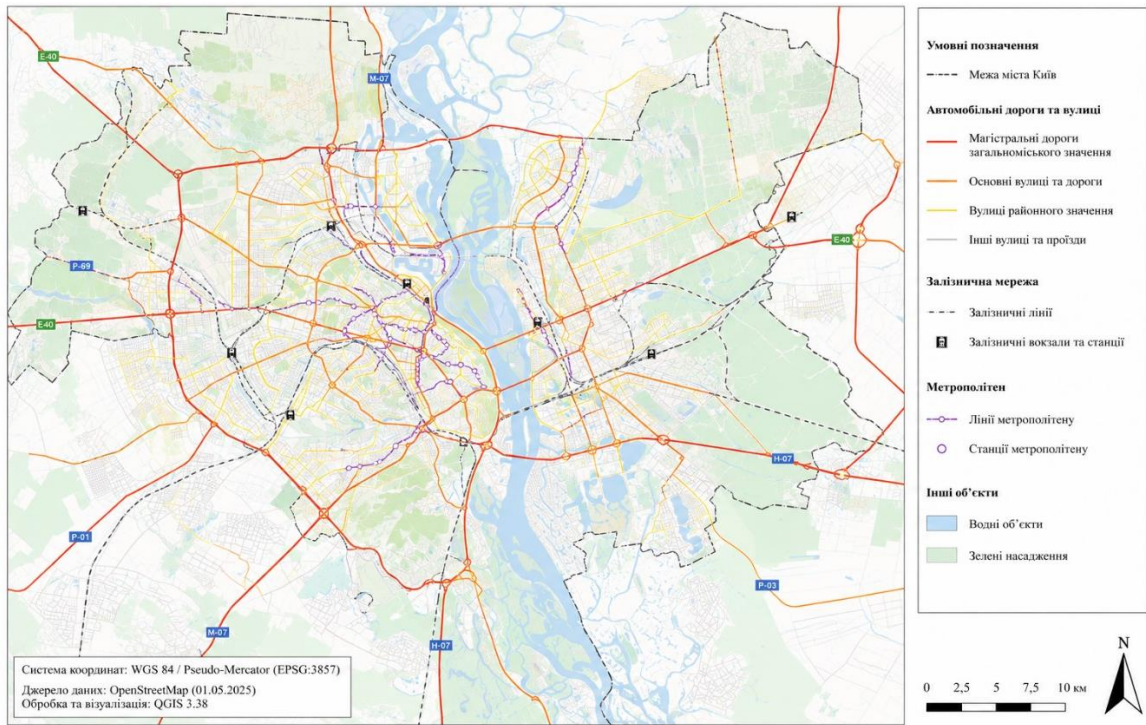 E-40
M-07
P-69
E-40
E-40
H-07
P-01
P-03
M-07
H-07
Система координат: WGS 84 / Pseudo-Mercator (EPSG:3857)
Джерело даних: OpenStreetMap (01.05.2025)
Обробка та візуалізація: QGIS 3.38
Умовні позначення
Межа міста Київ
Автомобільні дороги та вулиці
Магістральні дороги
загальноміського значення
Основні вулиці та дороги
Вулиці районного значення
Інші вулиці та проїзди
Залізнична мережа
Залізничні лінії
Залізничні вокзали та станції
Метрополітен
Лінії метрополітену
Станції метрополітену
Інші об’єкти
Водні об’єкти
Зелені насадження
N
0 2,5 5 7,5 10 км